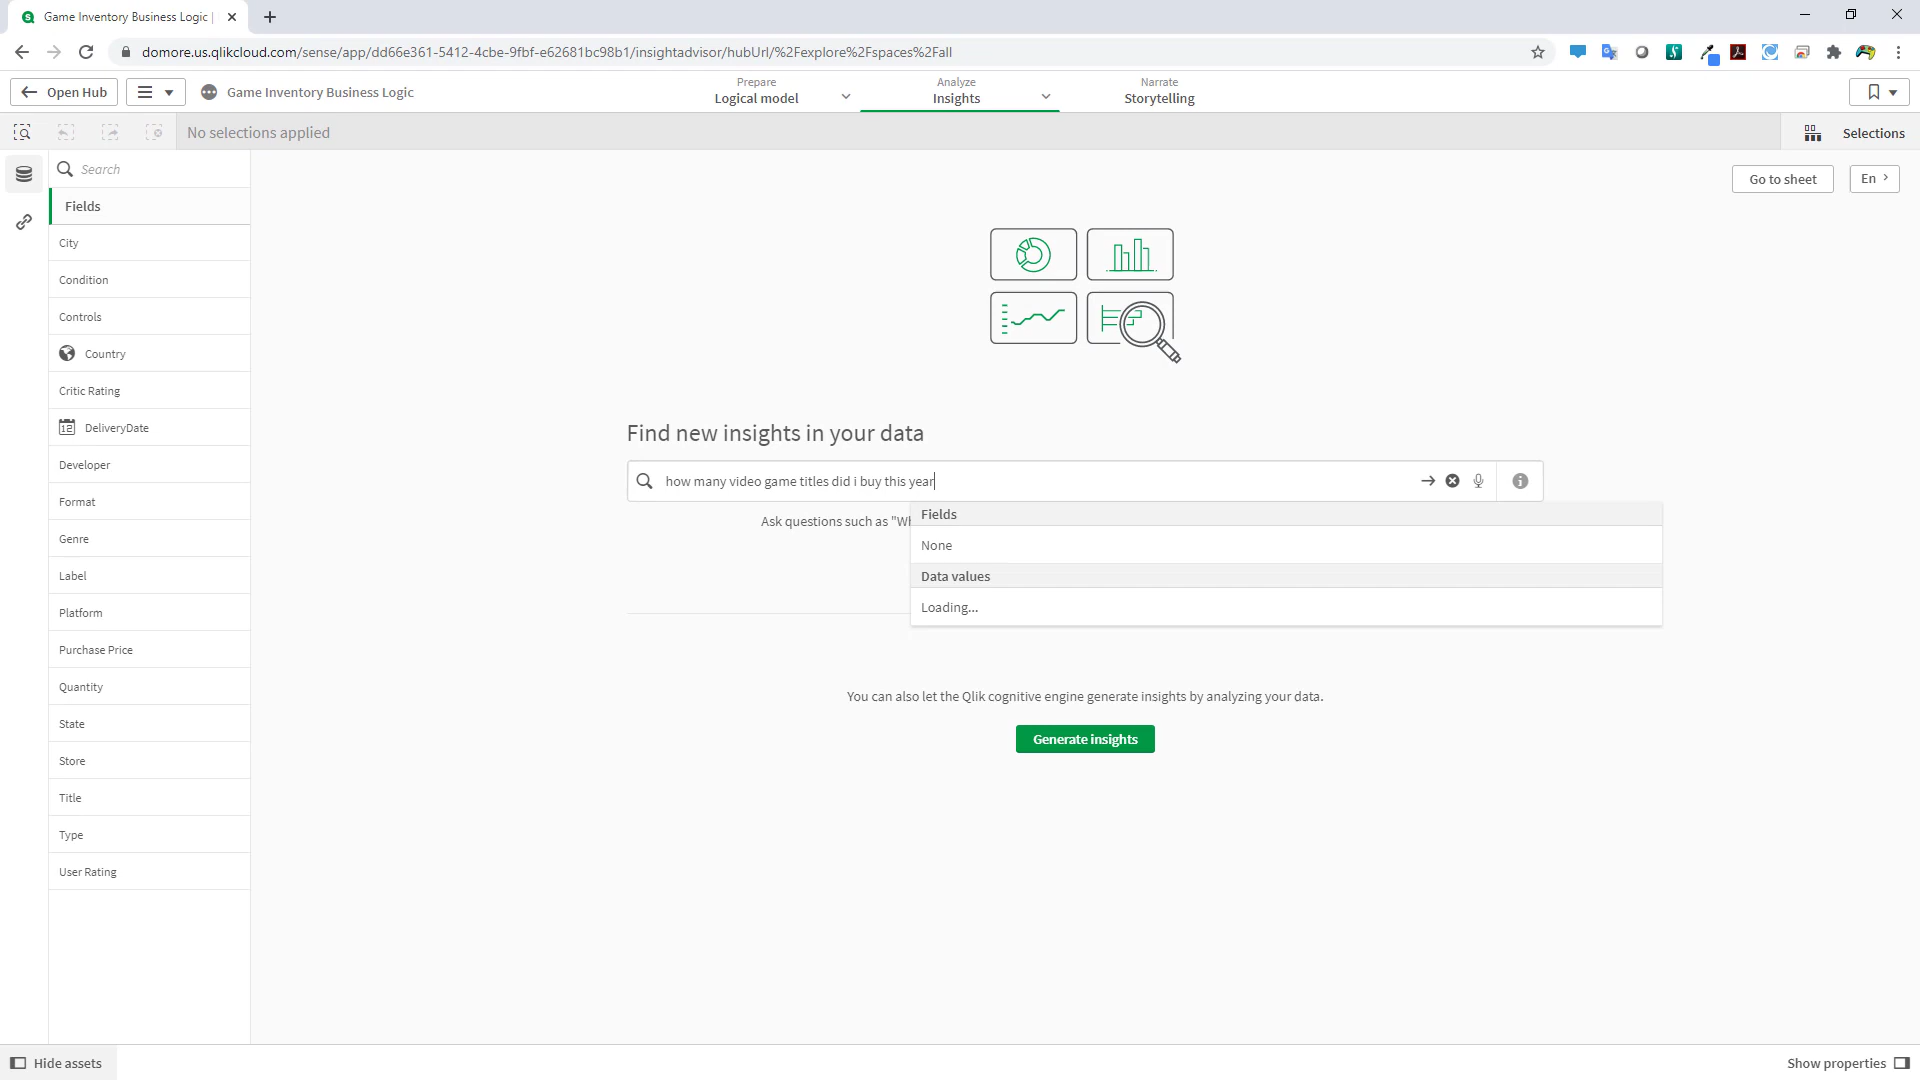 Game Inventory Business Logic |
domore.us.qlikcloud.com/sense/app/dd66e361-5412-4cbe-9fbf-e62681bc98b1/insightadvisor/hubUrl/%2Fexplore%2Fspaces%2Fall
Open Hub
Game Inventory Business Logic
Prepare
Logical model
Analyze
Insights
Narrate
Storytelling
No selections applied
Selections
Search
Fields
City
Condition
Controls
Country
Critic Rating
12
DeliveryDate
Developer
Format
Genre
Label
Platform
Purchase Price
Quantity
State
Store
Title
Type
User Rating
Go to sheet
En
Find new insights in your data
how many video game titles did i buy this year
Ask questions such as "Wh
Fields
None
Data values
Loading...
You can also let the Qlik cognitive engine generate insights by analyzing your data.
Generate insights
Hide assets
Show properties